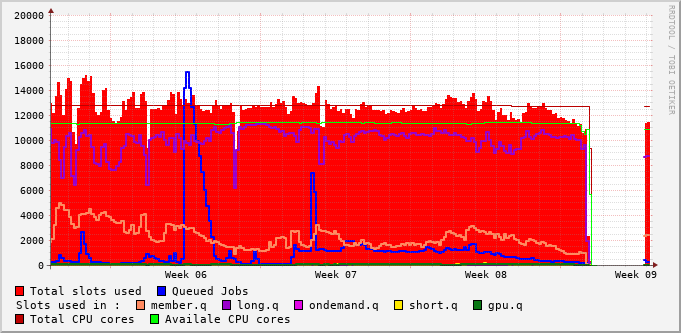 20000
18000
16000
14000
12000
10000
8000
6000
4000
2000
0
Week 06 Week 07 Week 08 Week 09
RRDTOOL / TOBI OETIKER
Total slots used Queued Jobs
Slots used in : member.q long.q ondemand.q short.q gpu.q
Total CPU cores Availale CPU cores